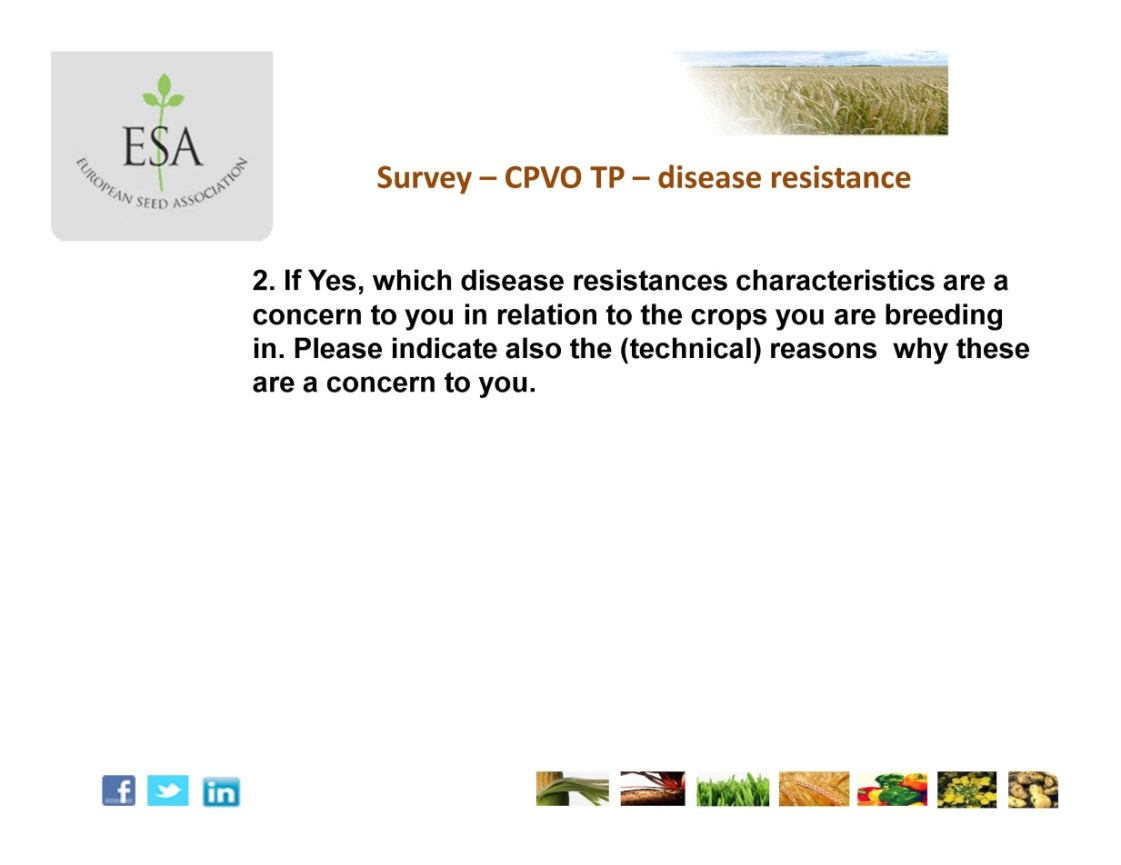 ESA
EUROPEAN SEED ASSOCIATION
Survey – CPVO TP – disease resistance
2. If Yes, which disease resistances characteristics are a
concern to you in relation to the crops you are breeding
in. Please indicate also the (technical) reasons  why these
are a concern to you.
f
in